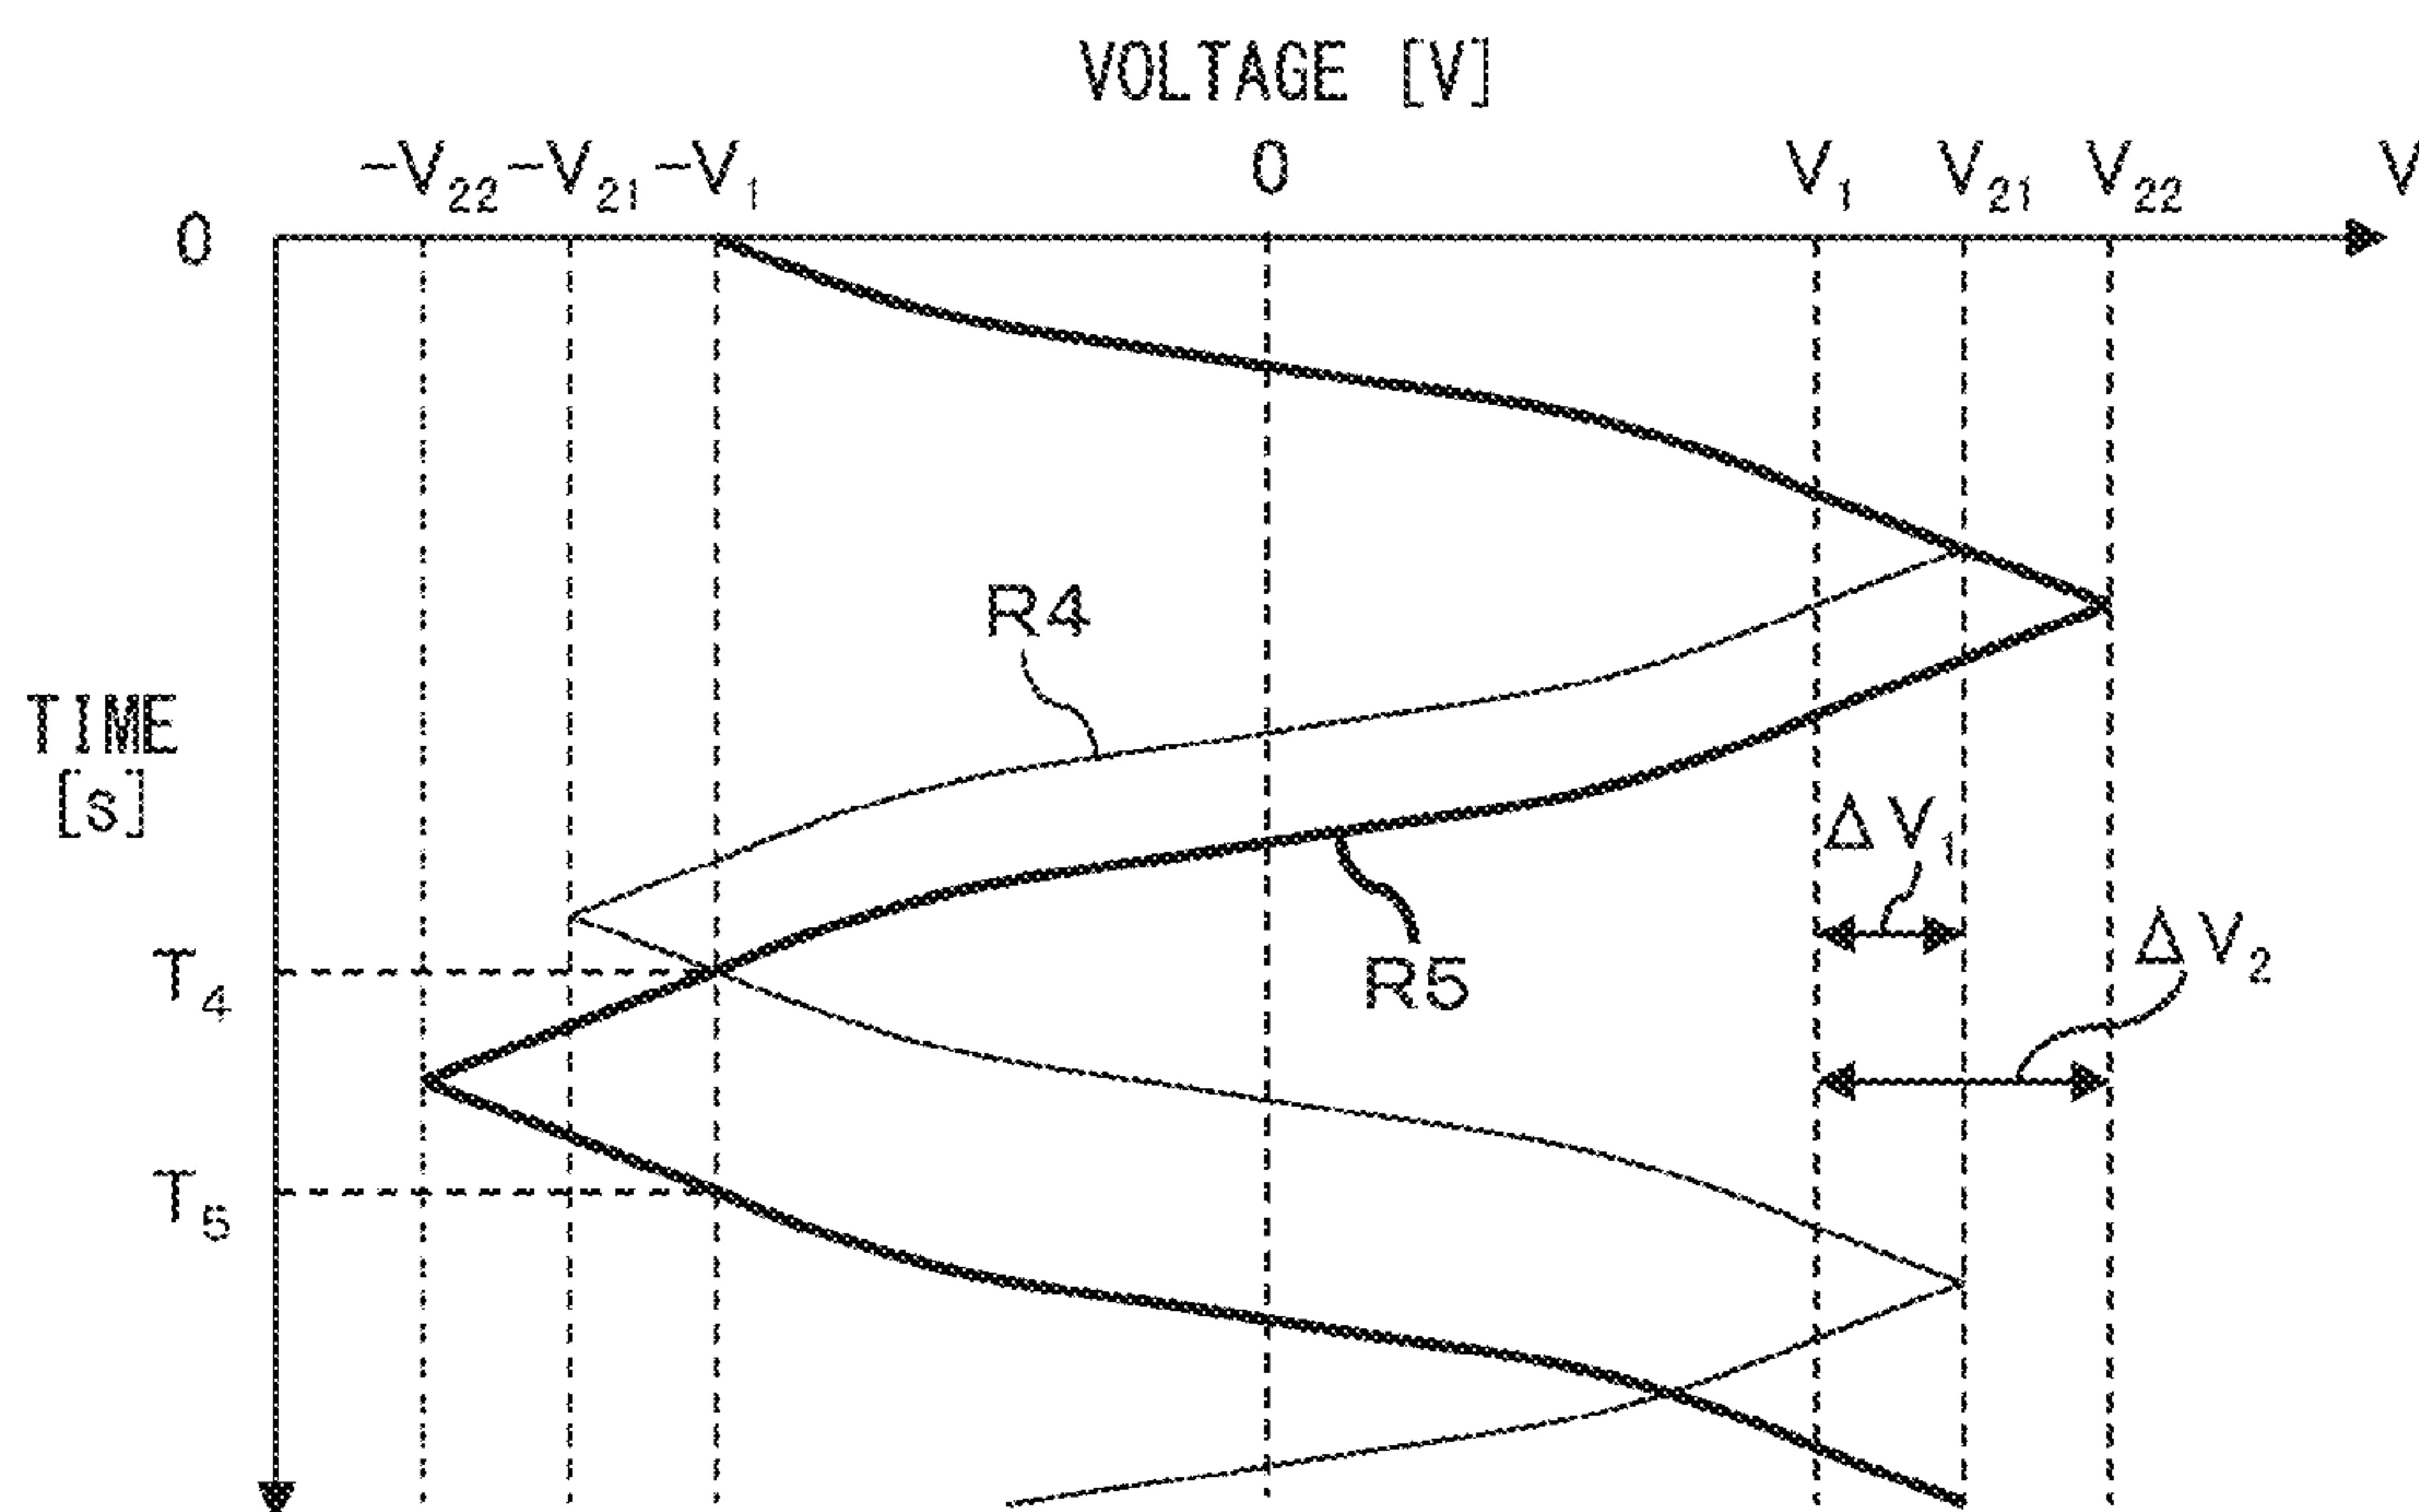 VOLTAGE [V]
-V22 -V21 -V1 0 V1 V21 V22 V
0
R4
TIME
[s]
ΔV1
ΔV2
T4
R5
T5